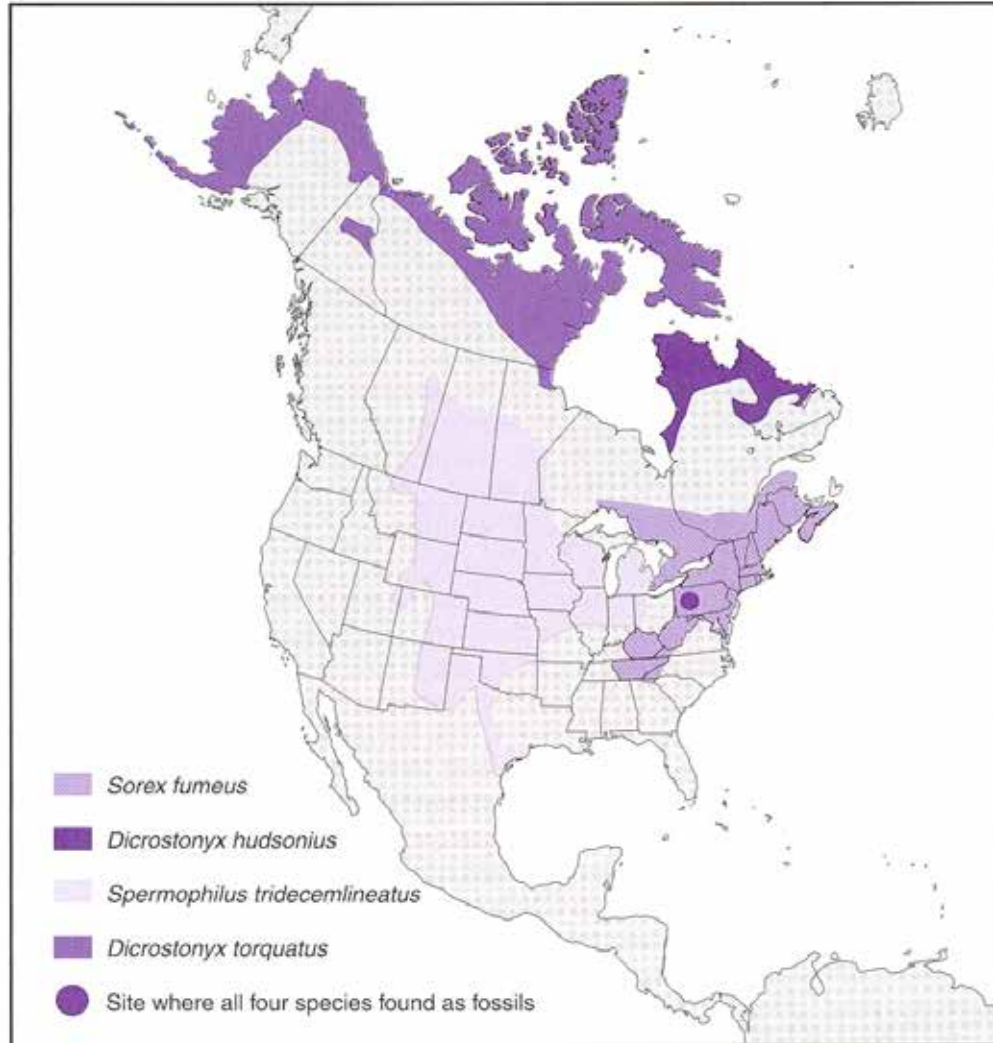 Sorex fumeus
Dicrostonyx hudsonius
Spermophilus tridecemlineatus
Dicrostonyx torquatus
Site where all four species found as fossils